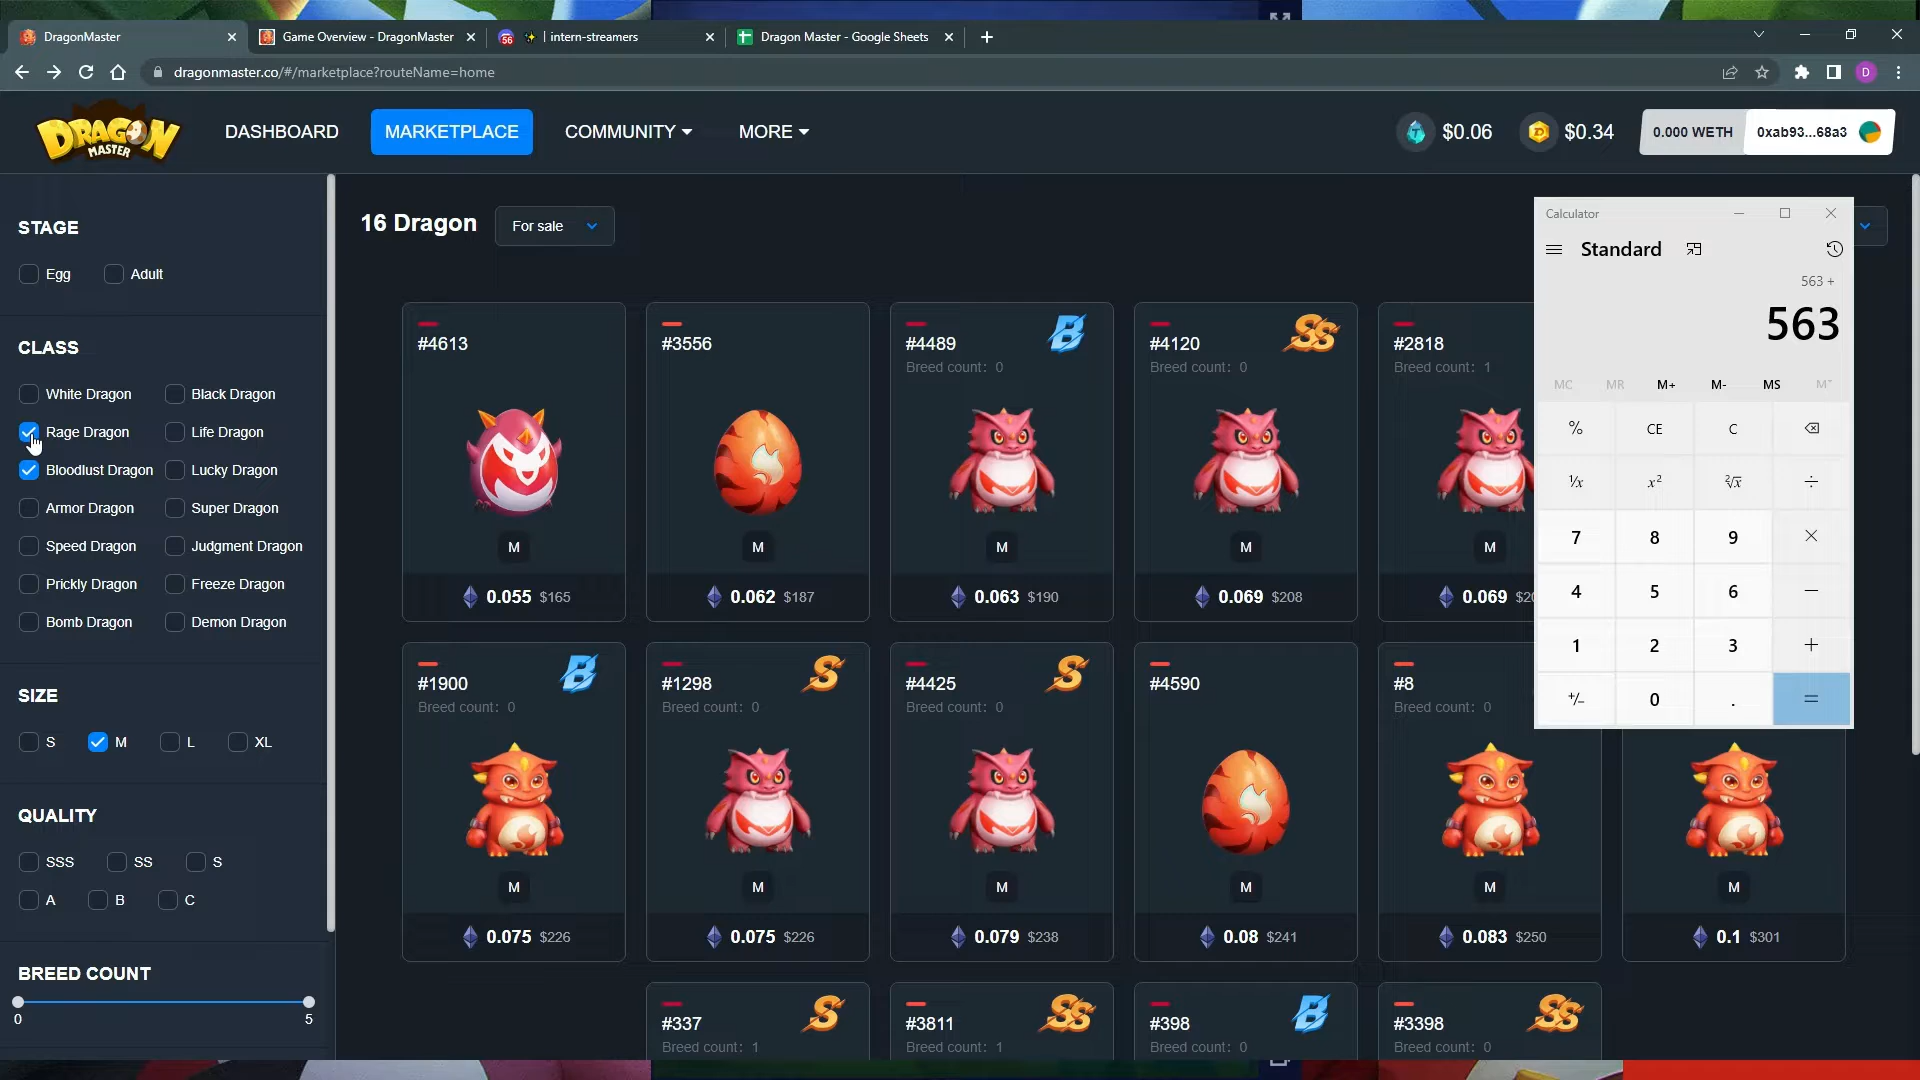 DragonMaster
Game Overview - DragonMaster
56
| intern-streamers
Dragon Master - Google Sheets
dragonmaster.co/#/marketplace?routeName=home
D
DRAGON
MASTER
DASHBOARD
MARKETPLACE
COMMUNITY
MORE
$0.06
$0.34
0.000 WETH
0xab93...68a3
STAGE
Egg
Adult
CLASS
White Dragon
Black Dragon
Rage Dragon
Life Dragon
Bloodlust Dragon
Lucky Dragon
Armor Dragon
Super Dragon
Speed Dragon
Judgment Dragon
Prickly Dragon
Freeze Dragon
Bomb Dragon
Demon Dragon
SIZE
S
M
L
XL
QUALITY
SSS
SS
S
A
B
C
BREED COUNT
0
5
16 Dragon
For sale
#4613
M
0.055 $165
#3556
M
0.062 $187
#4489
B
Breed count: 0
M
0.063 $190
#4120
SS
Breed count: 0
M
0.069 $208
#2818
Breed count: 1
M
0.069
#1900
B
Breed count: 0
M
0.075 $226
#1298
S
Breed count: 0
M
0.075 $226
#4425
S
Breed count: 0
M
0.079 $238
#4590
M
0.08 $241
#8
Breed count: 0
M
0.083 $250
M
0.1 $301
#337
S
Breed count: 1
#3811
SS
Breed count: 1
#398
B
Breed count: 0
#3398
SS
Breed count: 0
Calculator
Standard
563 +
563
MC MR M+ M- MS
% CE C
¹/x x² ²√x ÷
7 8 9 ×
4 5 6 −
1 2 3 +
+/− 0 . =